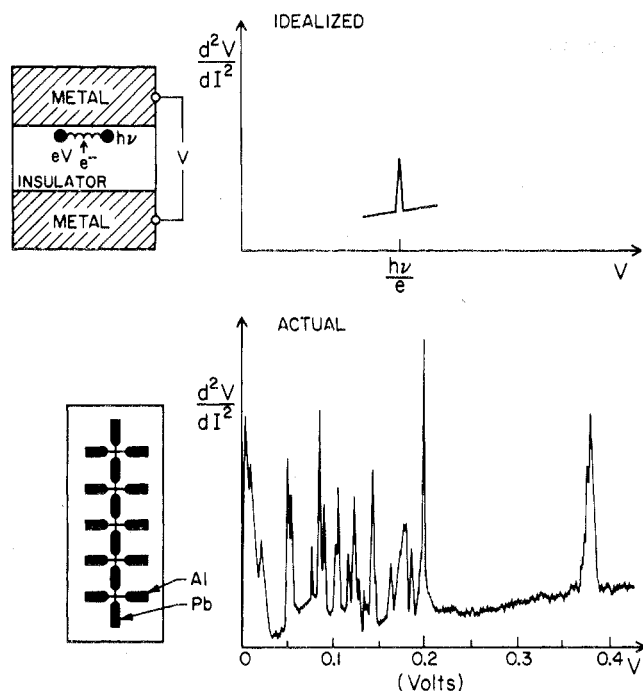 IDEALIZED
d²V
dI²
METAL
hν
eV e⁻
V
INSULATOR
METAL
hν
e
V
ACTUAL
d²V
dI²
Al
Pb
0 0.1 0.2 0.3 0.4 V
(Volts)